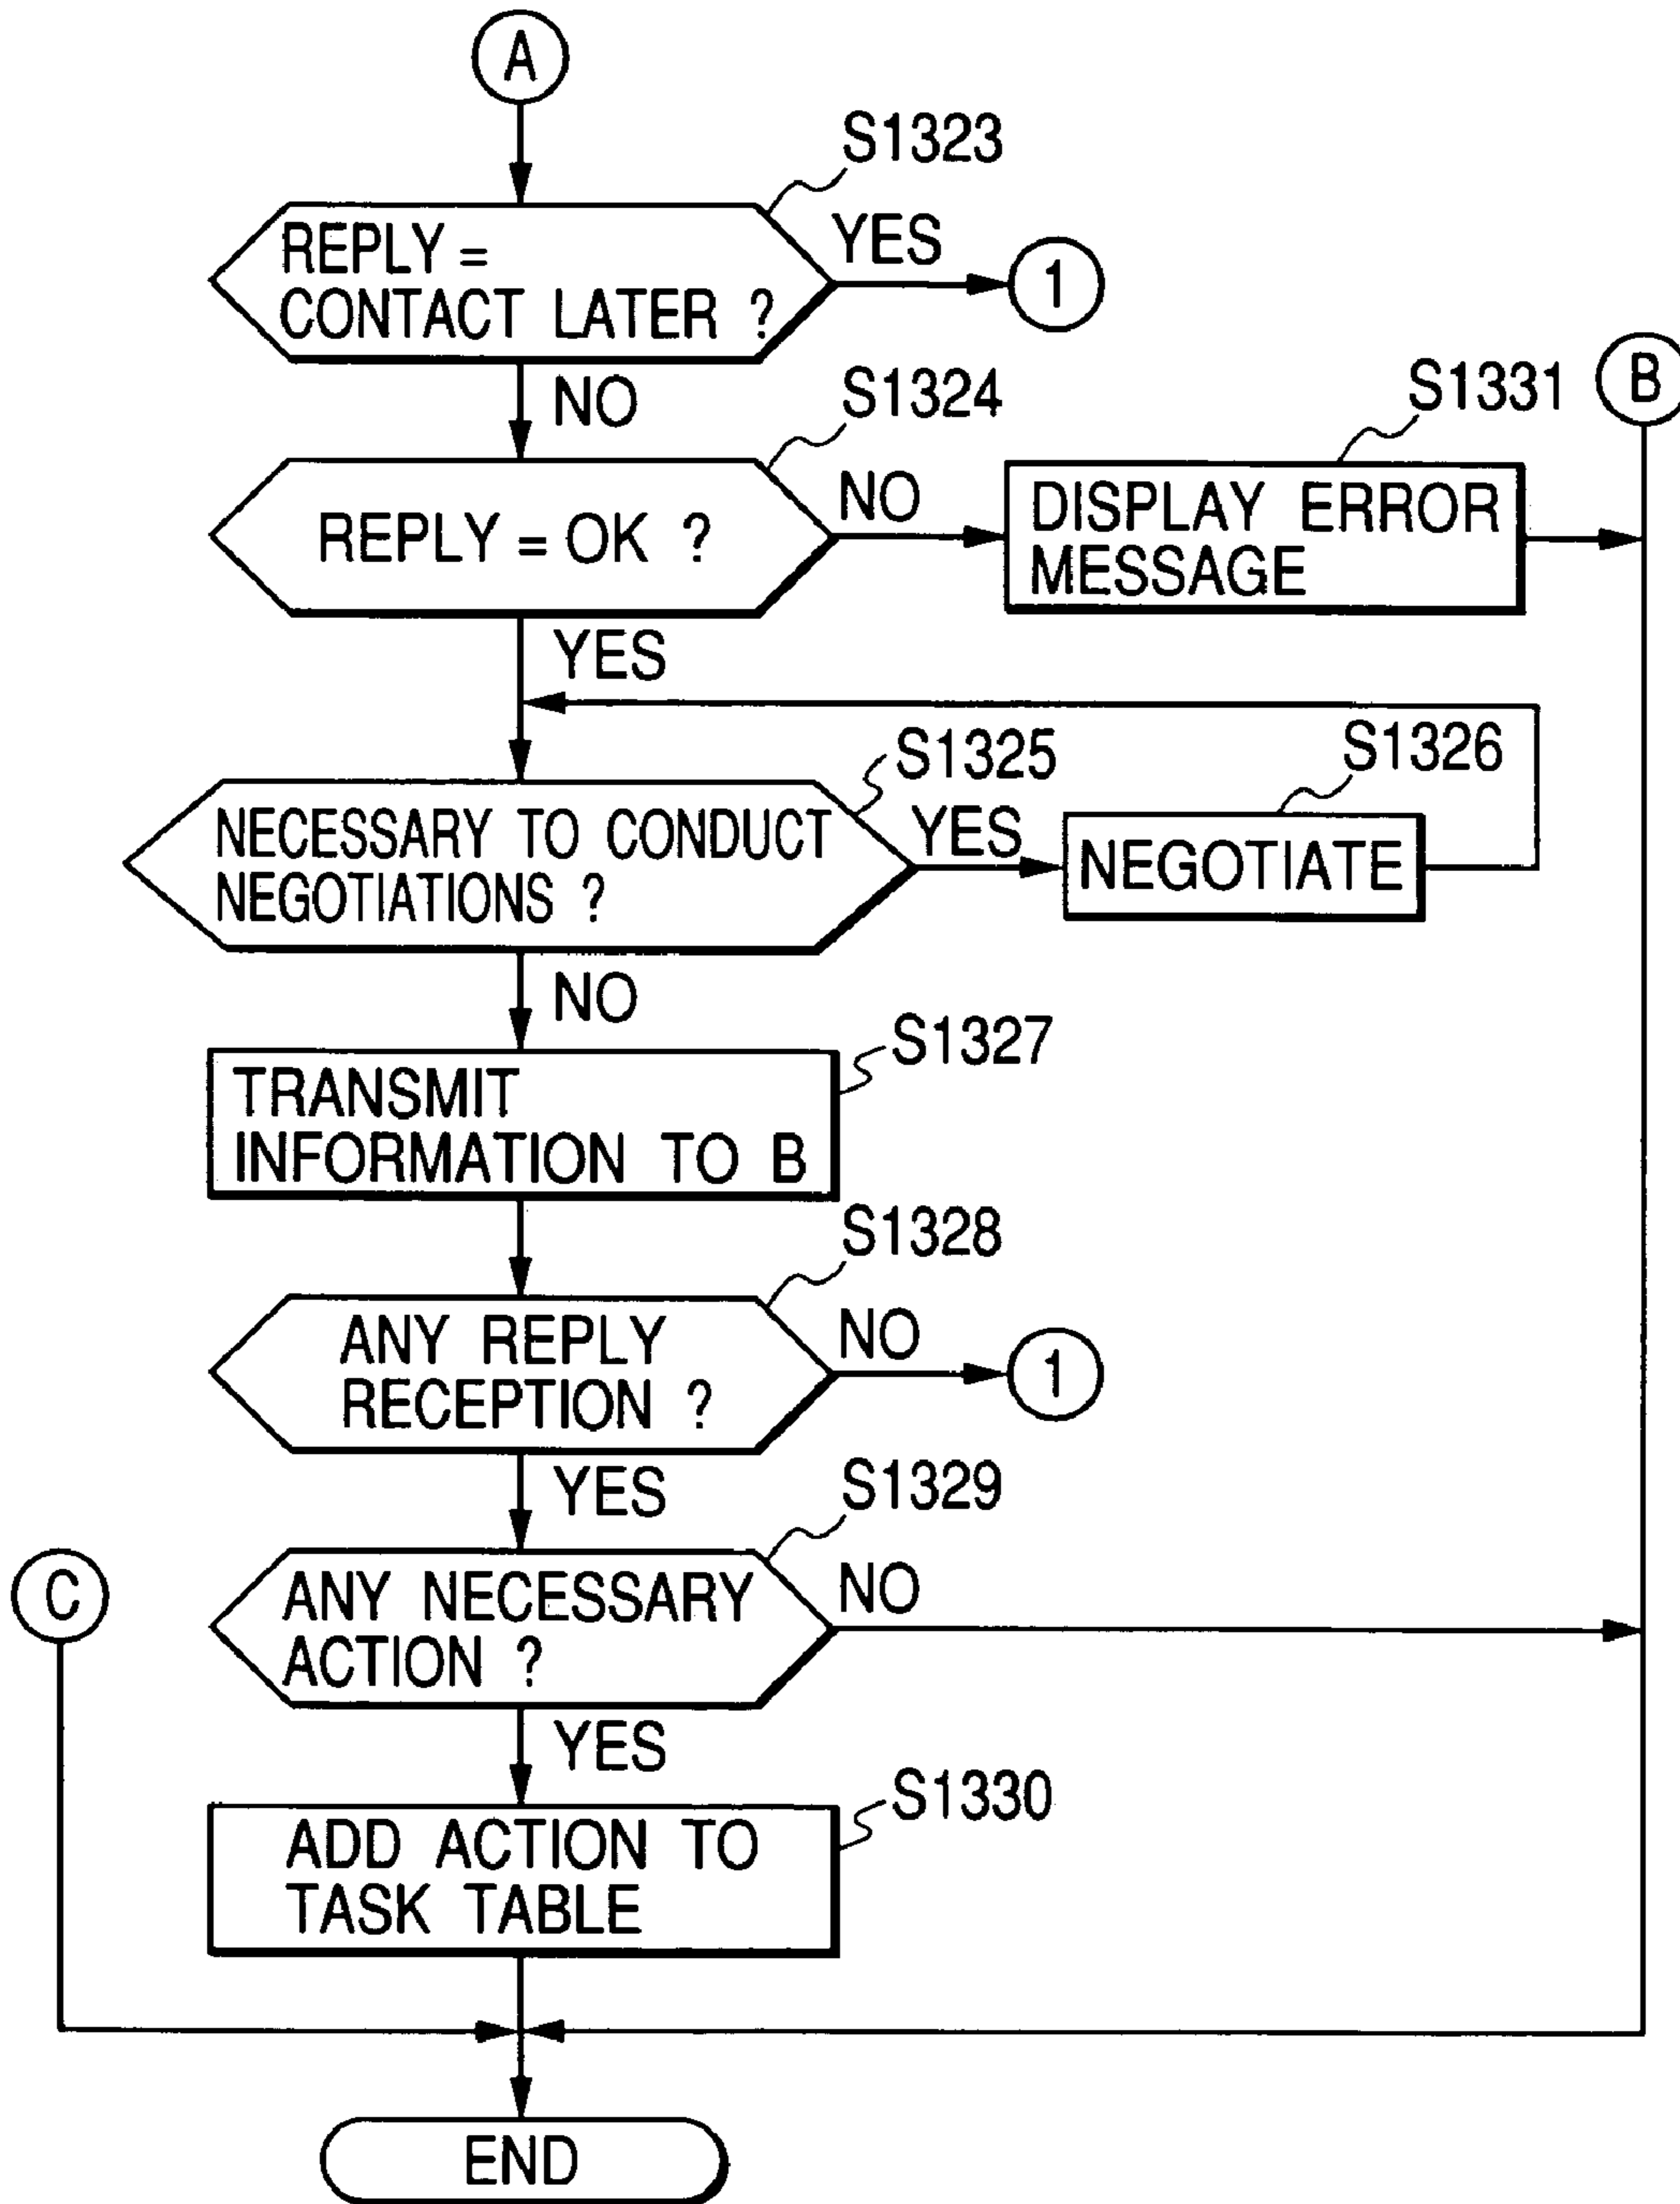 A
S1323
REPLY =
CONTACT LATER ?
YES
1
NO
S1324
REPLY = OK ?
NO
S1331
DISPLAY ERROR
MESSAGE
B
YES
S1325
NECESSARY TO CONDUCT
NEGOTIATIONS ?
YES
S1326
NEGOTIATE
NO
S1327
TRANSMIT
INFORMATION TO B
S1328
ANY REPLY
RECEPTION ?
NO
1
YES
S1329
C
ANY NECESSARY
ACTION ?
NO
YES
S1330
ADD ACTION TO
TASK TABLE
END